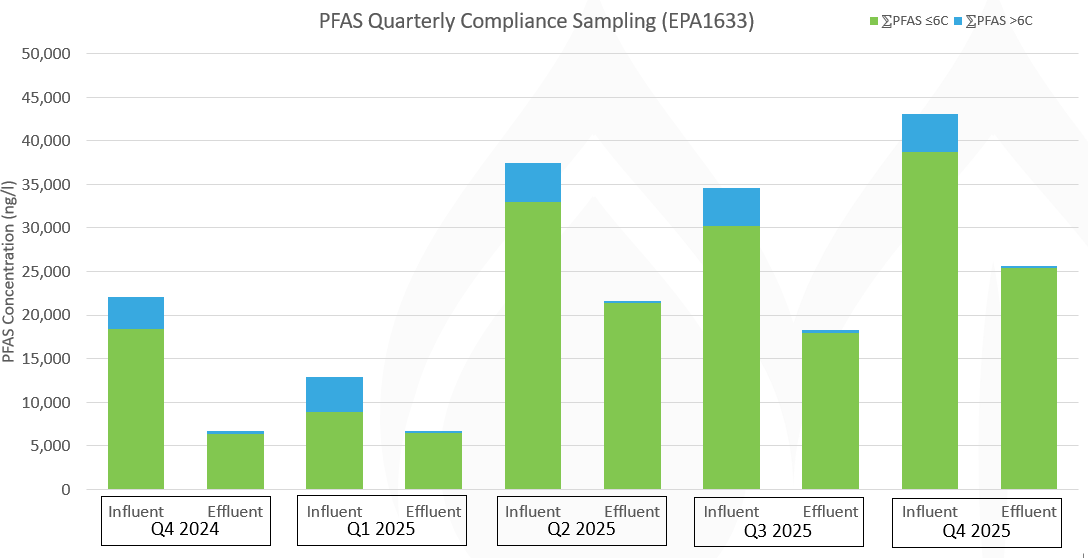 PFAS Quarterly Compliance Sampling (EPA1633)
∑PFAS ≤6C ∑PFAS >6C
PFAS Concentration (ng/l)
50,000
45,000
40,000
35,000
30,000
25,000
20,000
15,000
10,000
5,000
0
Influent Effluent Influent Effluent Influent Effluent Influent Effluent Influent Effluent
Q4 2024 Q1 2025 Q2 2025 Q3 2025 Q4 2025